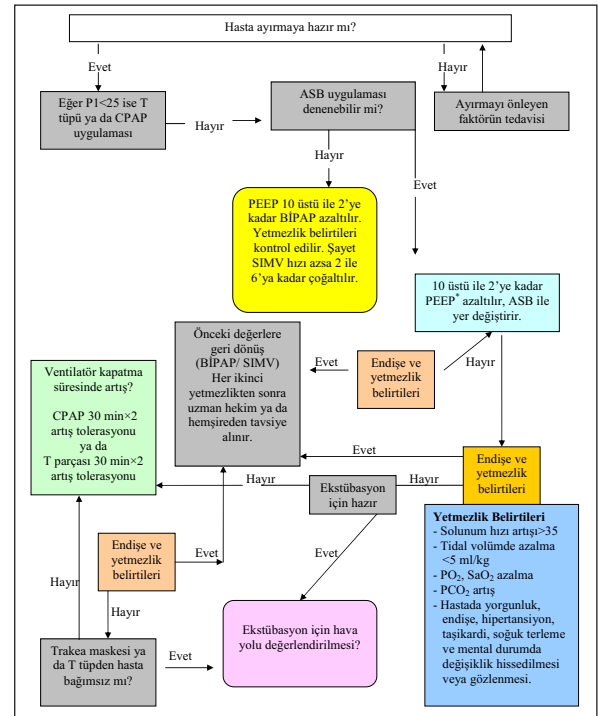 Hasta ayırmaya hazır mı?
Evet
Hayır
Eğer P1<25 ise T
tüpü ya da CPAP
uygulaması
Hayır
ASB uygulaması
denenebilir mi?
Ayırmayı önleyen
faktörün tedavisi
Hayır
Evet
PEEP 10 üstü ile 2'ye
kadar BİPAP azaltılır.
Yetmezlik belirtileri
kontrol edilir. Şayet
SIMV hızı azsa 2 ile
6'ya kadar çoğaltılır.
10 üstü ile 2'ye kadar
PEEP* azaltılır, ASB ile
yer değiştirir.
Önceki değerlere
geri dönüş
(BİPAP/ SIMV)
Her ikinci
yetmezlikten sonra
uzman hekim ya da
hemşireden tavsiye
alınır.
Evet
Endişe ve
yetmezlik
belirtileri
Hayır
Ventilatör kapatma
süresinde artış?
CPAP 30 min×2
artış tolerasyonu
ya da
T parçası 30 min×2
artış tolerasyonu
Evet
Endişe ve
yetmezlik
belirtileri
Hayır
Ekstübasyon
için hazır
Hayır
Yetmezlik Belirtileri
- Solunum hızı artışı>35
- Tidal volümde azalma
<5 ml/kg
- PO₂, SaO₂ azalma
- PCO₂ artış
- Hastada yorgunluk,
endişe, hipertansiyon,
taşikardi, soğuk terleme
ve mental durumda
değişiklik hissedilmesi
veya gözlenmesi.
Endişe ve
yetmezlik
belirtileri
Evet
Evet
Hayır
Hayır
Trakea maskesi ya
da T tüpden hasta
bağımsız mı?
Evet
Ekstübasyon için hava
yolu değerlendirilmesi?